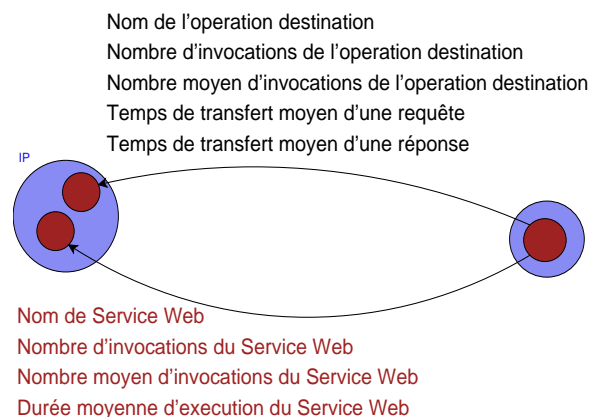 Nom de l'operation destination
Nombre d'invocations de l'operation destination
Nombre moyen d'invocations de l'operation destination
Temps de transfert moyen d'une requête
Temps de transfert moyen d'une réponse
IP
Nom de Service Web
Nombre d'invocations du Service Web
Nombre moyen d'invocations du Service Web
Durée moyenne d'execution du Service Web